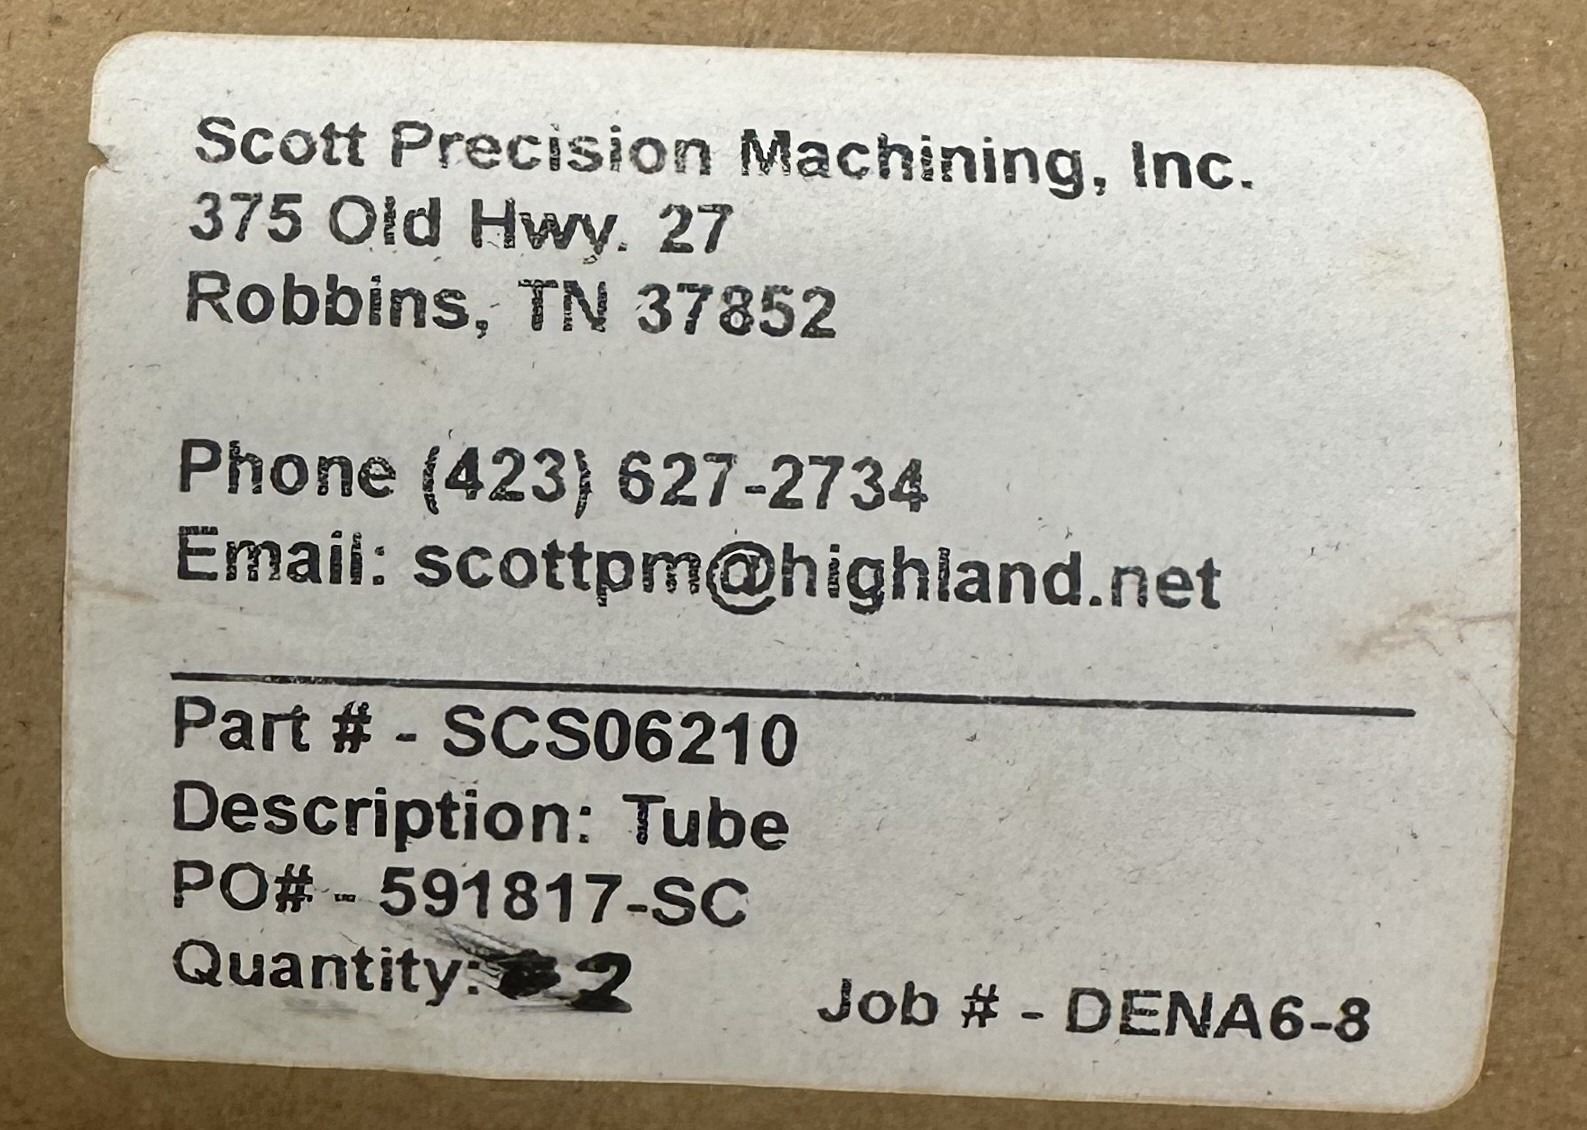 Scott Precision Machining, Inc.
375 Old Hwy. 27
Robbins, TN 37852
Phone (423) 627-2734
Email: scottpm@highland.net
Part # - SCS06210
Description: Tube
PO# - 591817-SC
Quantity: 2
Job # - DENA6-8